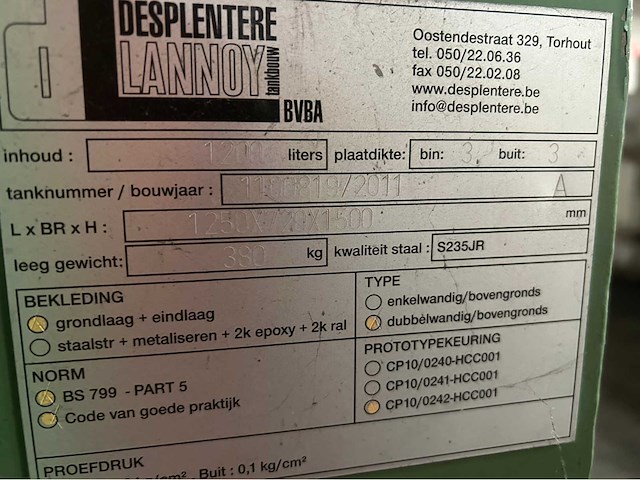 DESPLENTERE
LANNOY
tankbouw
BVBA
Oostendestraat 329, Torhout
tel. 050/22.06.36
fax 050/22.02.08
www.desplentere.be
info@desplentere.be
inhoud : liters plaatdikte: bin: 3 buit: 3
tanknummer / bouwjaar : A
L x BR x H : mm
leeg gewicht: 380 kg kwaliteit staal : S235JR
BEKLEDING
grondlaag + eindlaag
staalstr + metaliseren + 2k epoxy + 2k ral
TYPE
enkelwandig/bovengronds
dubbelwandig/bovengronds
NORM
BS 799 - PART 5
Code van goede praktijk
PROTOTYPEKEURING
CP10/0240-HCC001
CP10/0241-HCC001
CP10/0242-HCC001
PROEFDRUK
kg/cm² , Buit : 0,1 kg/cm²